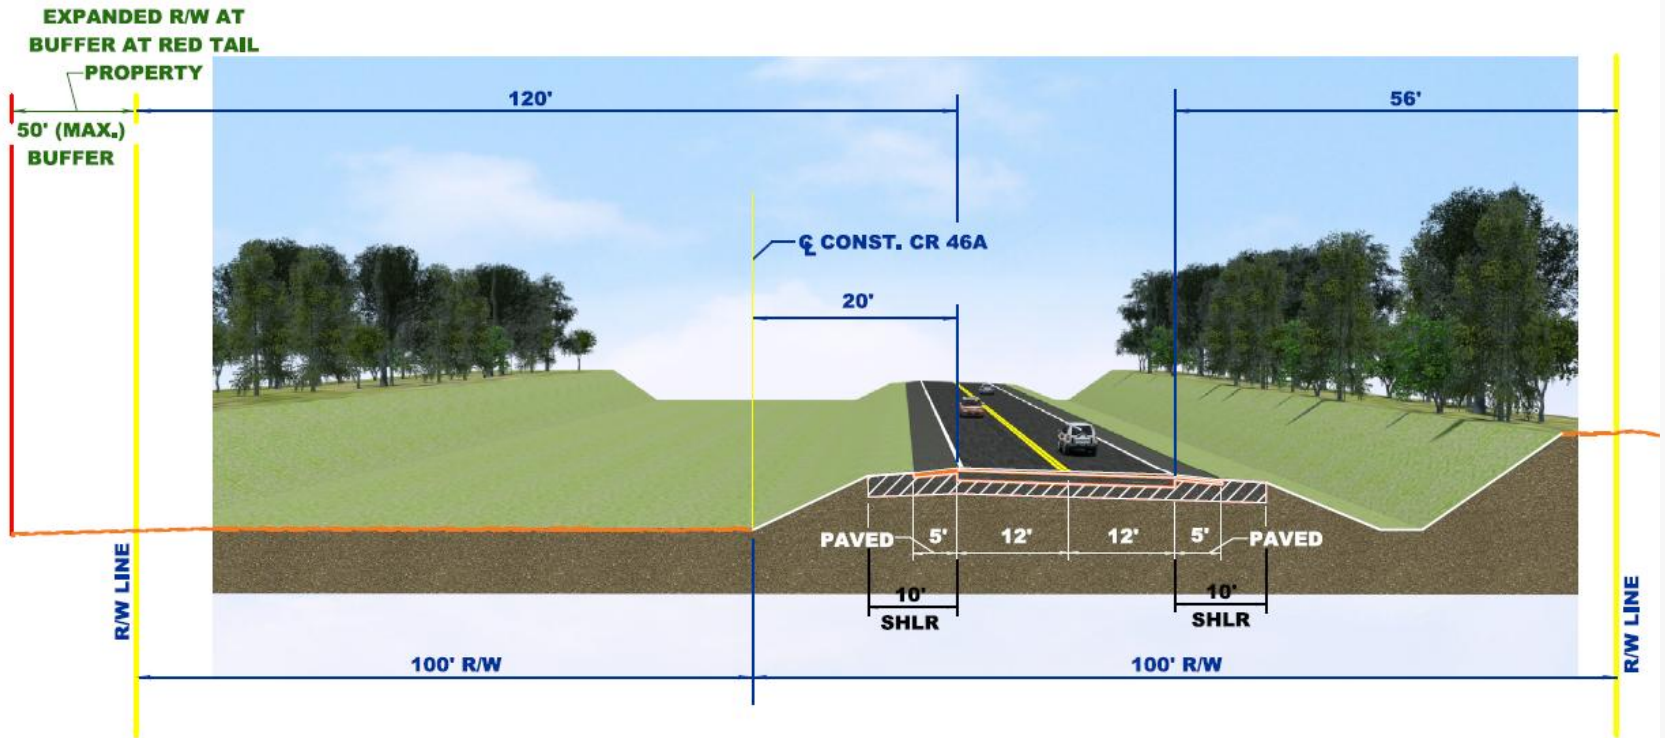 EXPANDED R/W AT
BUFFER AT RED TAIL
PROPERTY
120'
56'
50' (MAX.)
BUFFER
℄ CONST. CR 46A
20'
PAVED
5'
12'
12'
5'
PAVED
10'
SHLR
10'
SHLR
R/W LINE
R/W LINE
100' R/W
100' R/W